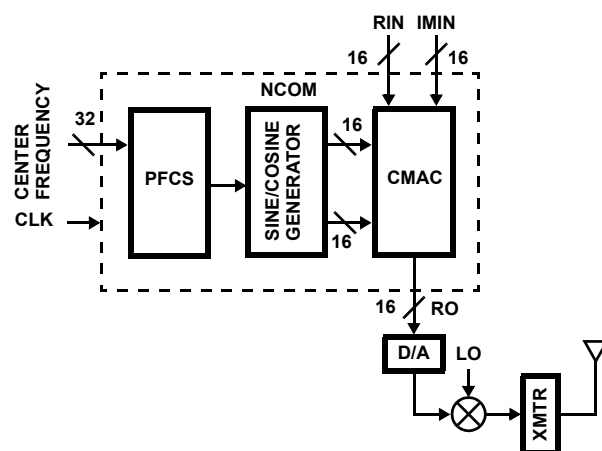 RIN IMIN
16 16
NCOM
CENTER
FREQUENCY
32
CLK
PFCS
SINE/COSINE
GENERATOR
16
16
CMAC
16 RO
D/A
LO
XMTR